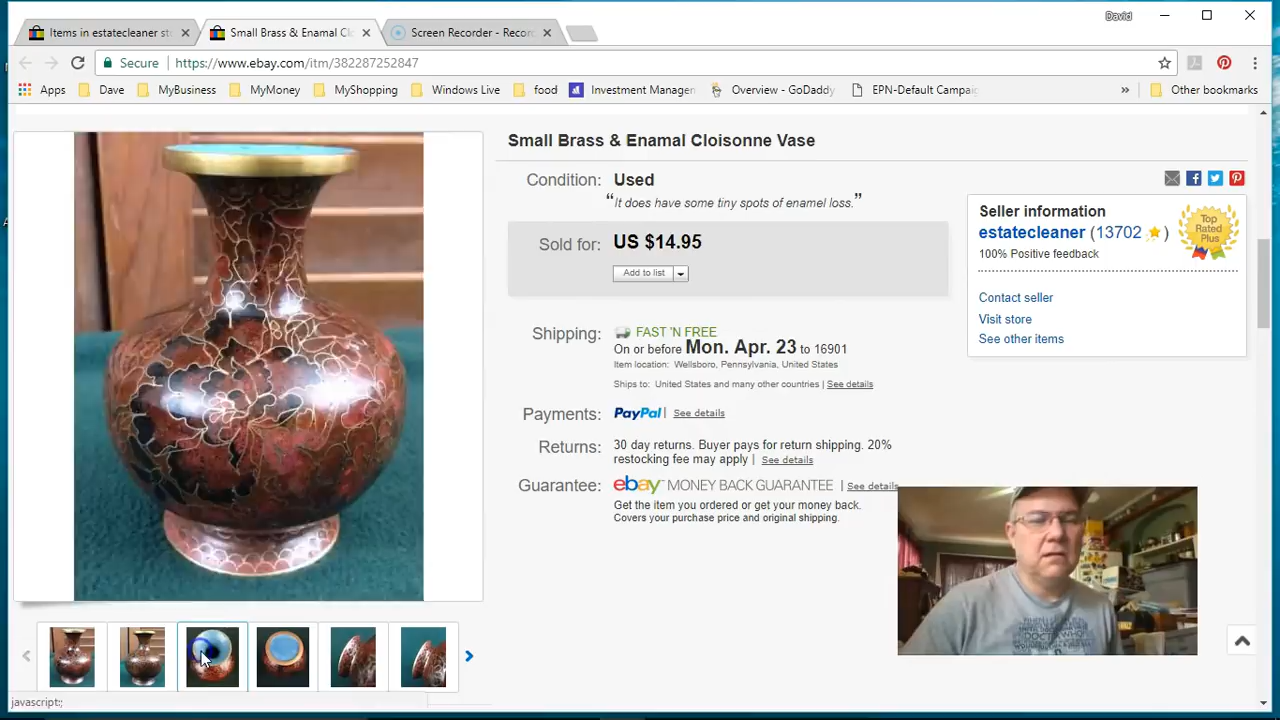 David
Items in estatecleaner st
Small Brass & Enamal Clo
Screen Recorder - Recor
Secure
https://www.ebay.com/itm/382287252847
Apps
Dave
MyBusiness
MyMoney
MyShopping
Windows Live
food
Investment Manager
Overview - GoDaddy
EPN-Default Campai
»
Other bookmarks
Small Brass & Enamal Cloisonne Vase
Condition: Used
“It does have some tiny spots of enamel loss.”
Sold for: US $14.95
Add to list
Shipping: FAST 'N FREE
On or before Mon. Apr. 23 to 16901
Item location: Wellsboro, Pennsylvania, United States
Ships to: United States and many other countries | See details
Payments: PayPal | See details
Returns: 30 day returns. Buyer pays for return shipping. 20%
restocking fee may apply | See details
Guarantee: ebay MONEY BACK GUARANTEE | See details
Get the item you ordered or get your money back.
Covers your purchase price and original shipping.
Seller information
estatecleaner (13702 )
100% Positive feedback
Top
Rated
Plus
Contact seller
Visit store
See other items
javascript:;